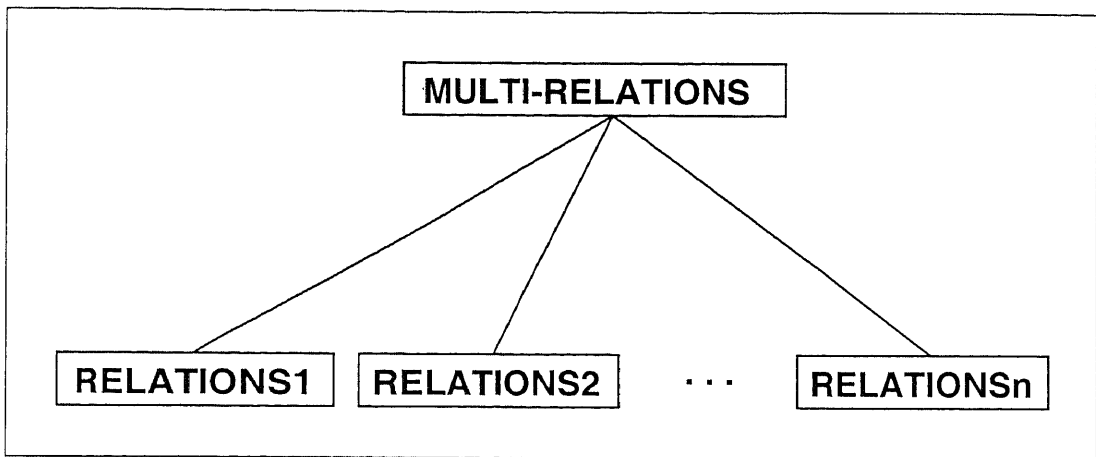 MULTI-RELATIONS
RELATIONS1 RELATIONS2 ... RELATIONSn